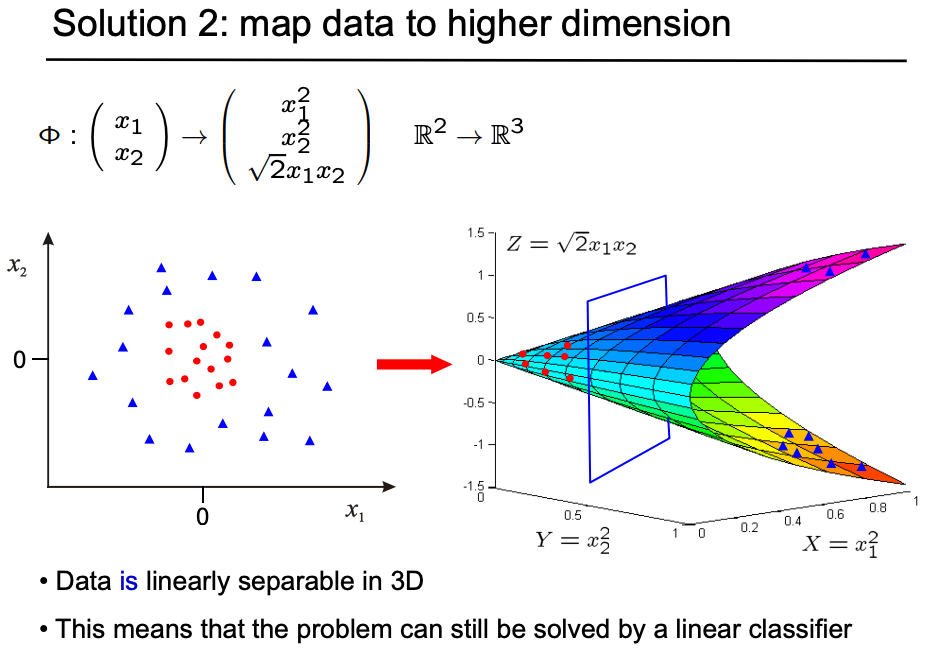 Solution 2: map data to higher dimension
Φ : ( x₁ x₂ ) → ( x₁² x₂² √2x₁x₂ ) ℝ² → ℝ³
x₂
0
0
x₁
Z = √2x₁x₂
1.5
1
0.5
0
-0.5
-1
-1.5
0
0.5
1
Y = x₂²
0
0.2
0.4
0.6
0.8
1
X = x₁²
• Data is linearly separable in 3D
• This means that the problem can still be solved by a linear classifier